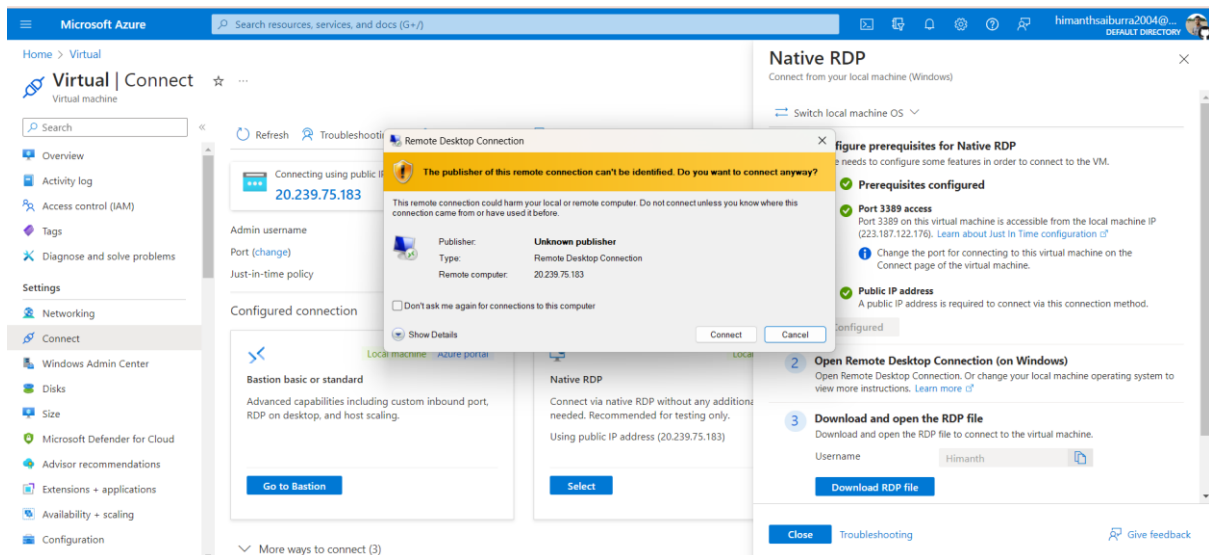 Microsoft Azure
Search resources, services, and docs (G+/)
himanthsaiburra2004@...
DEFAULT DIRECTORY
Home > Virtual
Virtual | Connect
Virtual machine
Search
Overview
Activity log
Access control (IAM)
Tags
Diagnose and solve problems
Settings
Networking
Connect
Windows Admin Center
Disks
Size
Microsoft Defender for Cloud
Advisor recommendations
Extensions + applications
Availability + scaling
Configuration
Refresh
Connecting using public
20.239.75.183
Admin username
Port (change)
Just-in-time policy
Configured connection
Local machine Azure portal
Bastion basic or standard
Advanced capabilities including custom inbound port,
RDP on desktop, and host scaling.
Go to Bastion
Native RDP
Connect via native RDP without any
needed. Recommended for testing only.
Using public IP address (20.239.75.183)
Select
More ways to connect (3)
Remote Desktop Connection
The publisher of this remote connection can't be identified. Do you want to connect anyway?
This remote connection could harm your local or remote computer. Do not connect unless you know where this
connection came from or have used it before.
Publisher: Unknown publisher
Type: Remote Desktop Connection
Remote computer: 20.239.75.183
Don't ask me again for connections to this computer
Show Details
Connect
Cancel
Native RDP
Connect from your local machine (Windows)
Switch local machine OS
prerequisites for Native RDP
needs to configure some features in order to connect to the VM.
Prerequisites configured
Port 3389 access
Port 3389 on this virtual machine is accessible from the local machine IP
(223.187.122.176). Learn about Just In Time configuration
Change the port for connecting to this virtual machine on the
Connect page of the virtual machine.
Public IP address
A public IP address is required to connect via this connection method.
2 Open Remote Desktop Connection (on Windows)
Open Remote Desktop Connection. Or change your local machine operating system to
view more instructions. Learn more
3 Download and open the RDP file
Download and open the RDP file to connect to the virtual machine.
Username Himanth
Download RDP file
Close
Troubleshooting
Give feedback